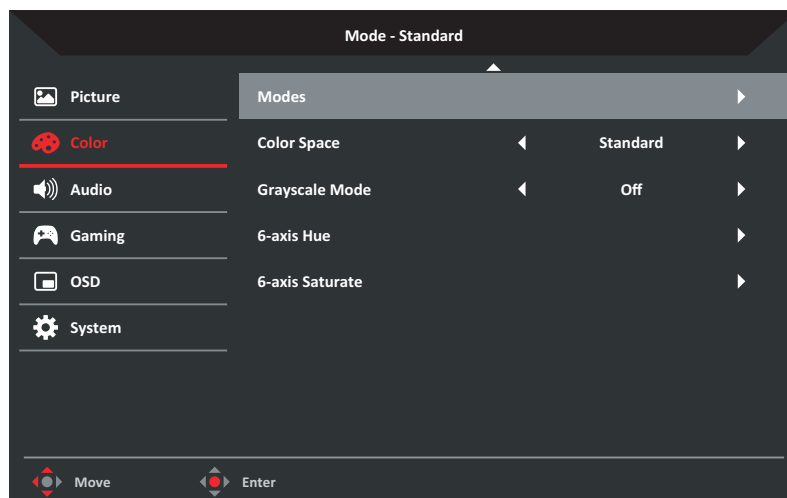 Mode - Standard
Picture
Modes
Color
Color Space Standard
Audio
Grayscale Mode Off
Gaming
6-axis Hue
OSD
6-axis Saturate
System
Move Enter